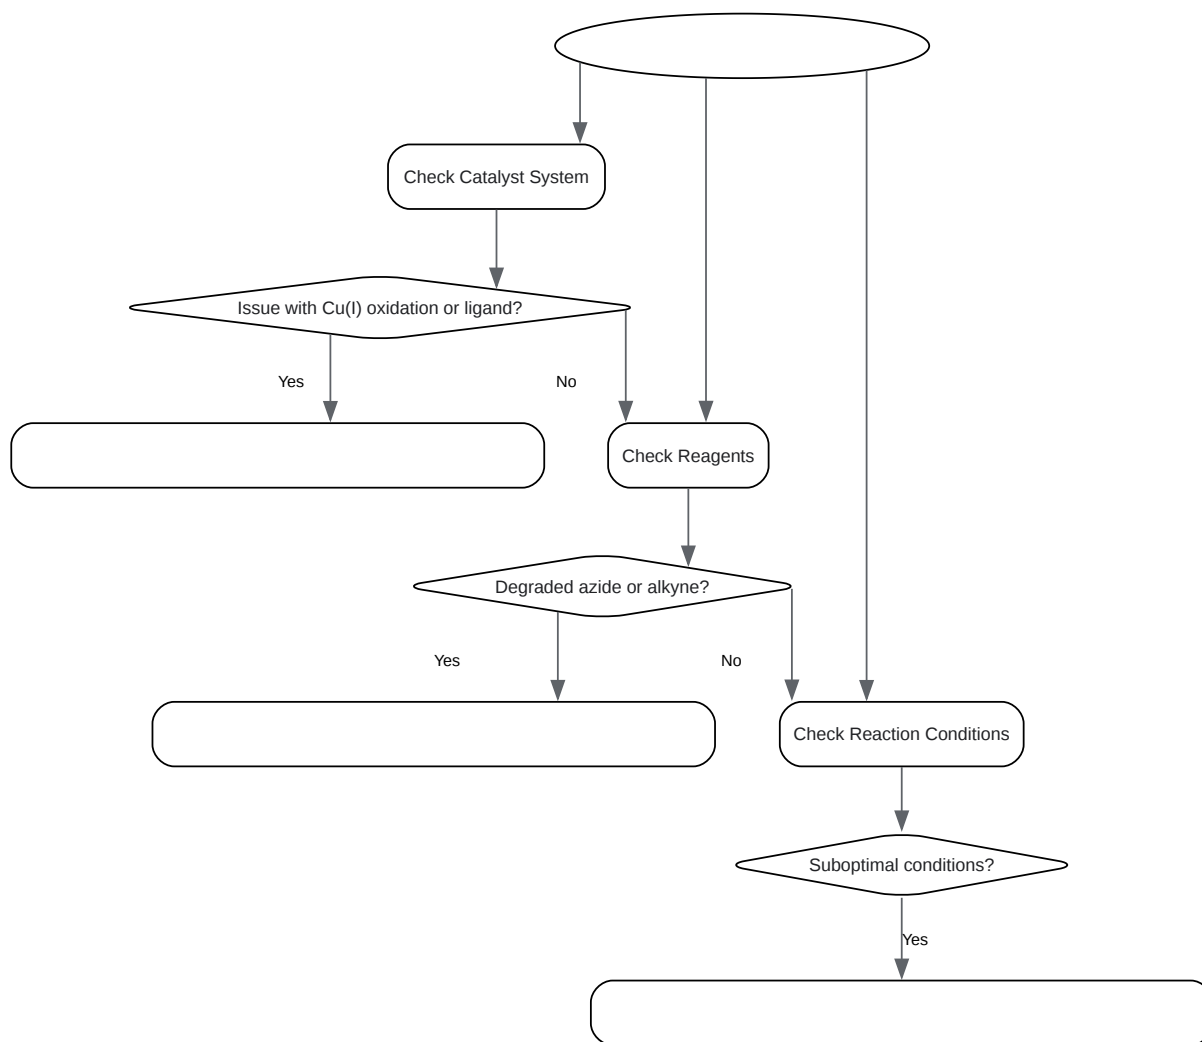 Check Catalyst System
Issue with Cu(I) oxidation or ligand?
Yes
No
Check Reagents
Degraded azide or alkyne?
Yes
No
Check Reaction Conditions
Suboptimal conditions?
Yes